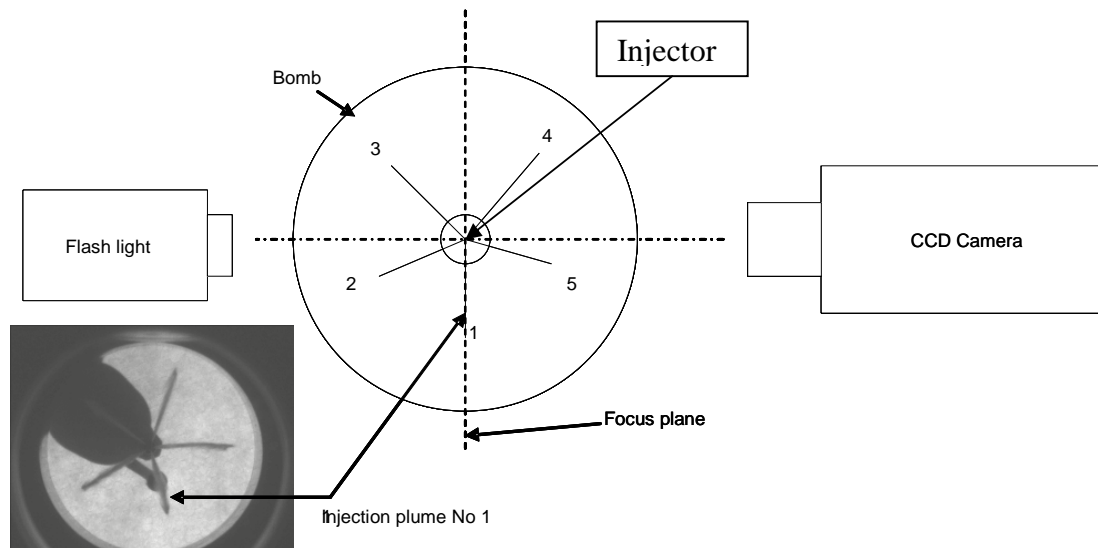 Injector
Bomb
4
3
Flash light
CCD Camera
2
5
1
Focus plane
Injection plume No 1